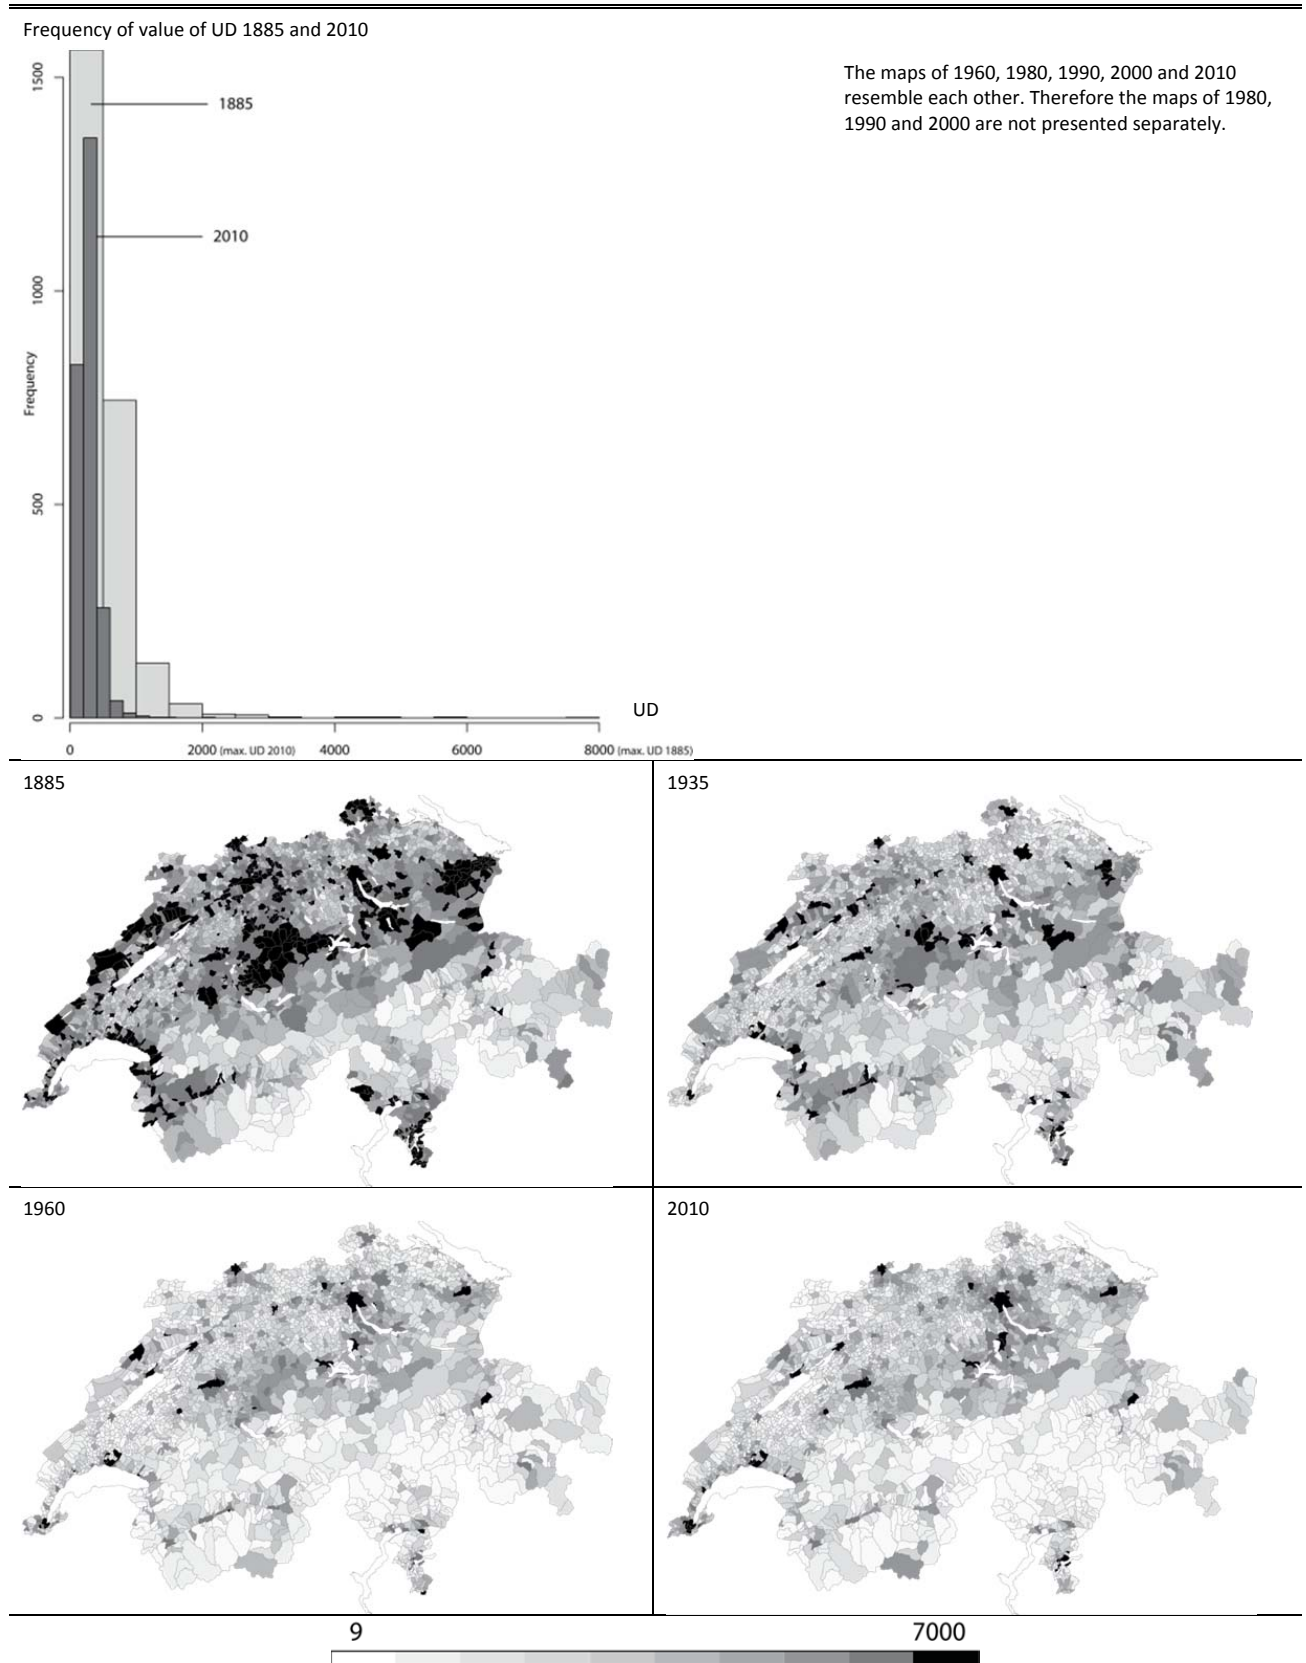 Frequency of value of UD 1885 and 2010
The maps of 1960, 1980, 1990, 2000 and 2010
resemble each other. Therefore the maps of 1980,
1990 and 2000 are not presented separately.
1500
1885
2010
1000
Frequency
500
0
UD
0 2000 (max. UD 2010) 4000 6000 8000 (max. UD 1885)
1885
1935
1960
2010
9 7000